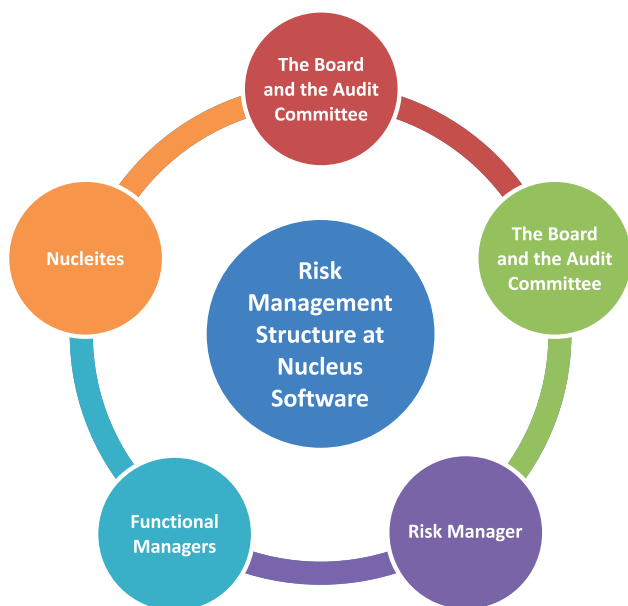 The Board
and the Audit
Committee
The Board
and the Audit
Committee
Nucleites
Risk
Management
Structure at
Nucleus
Software
Functional
Managers
Risk Manager